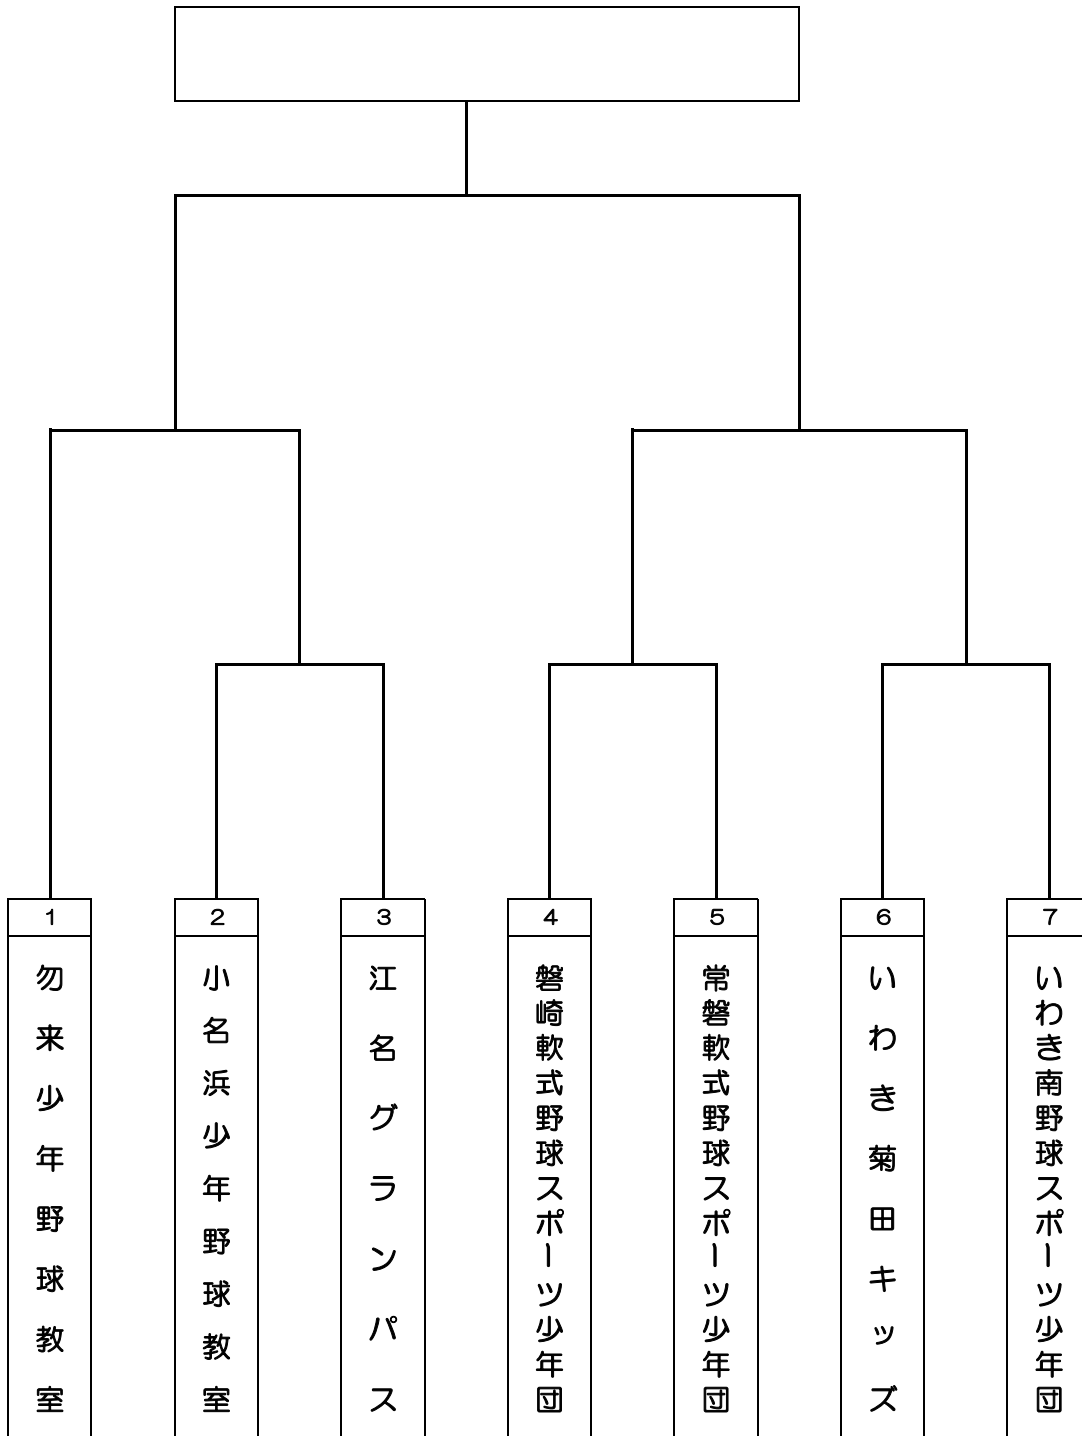 1
勿来少年野球教室
2
小名浜少年野球教室
3
江名グランパス
4
磐崎軟式野球スポーツ少年団
5
常磐軟式野球スポーツ少年団
6
いわき菊田キッズ
7
いわき南野球スポーツ少年団